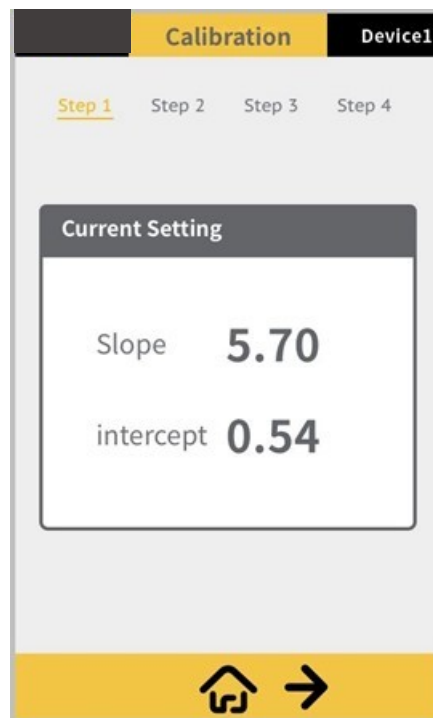 Calibration Device1
Step 1 Step 2 Step 3 Step 4
Current Setting
Slope 5.70
intercept 0.54